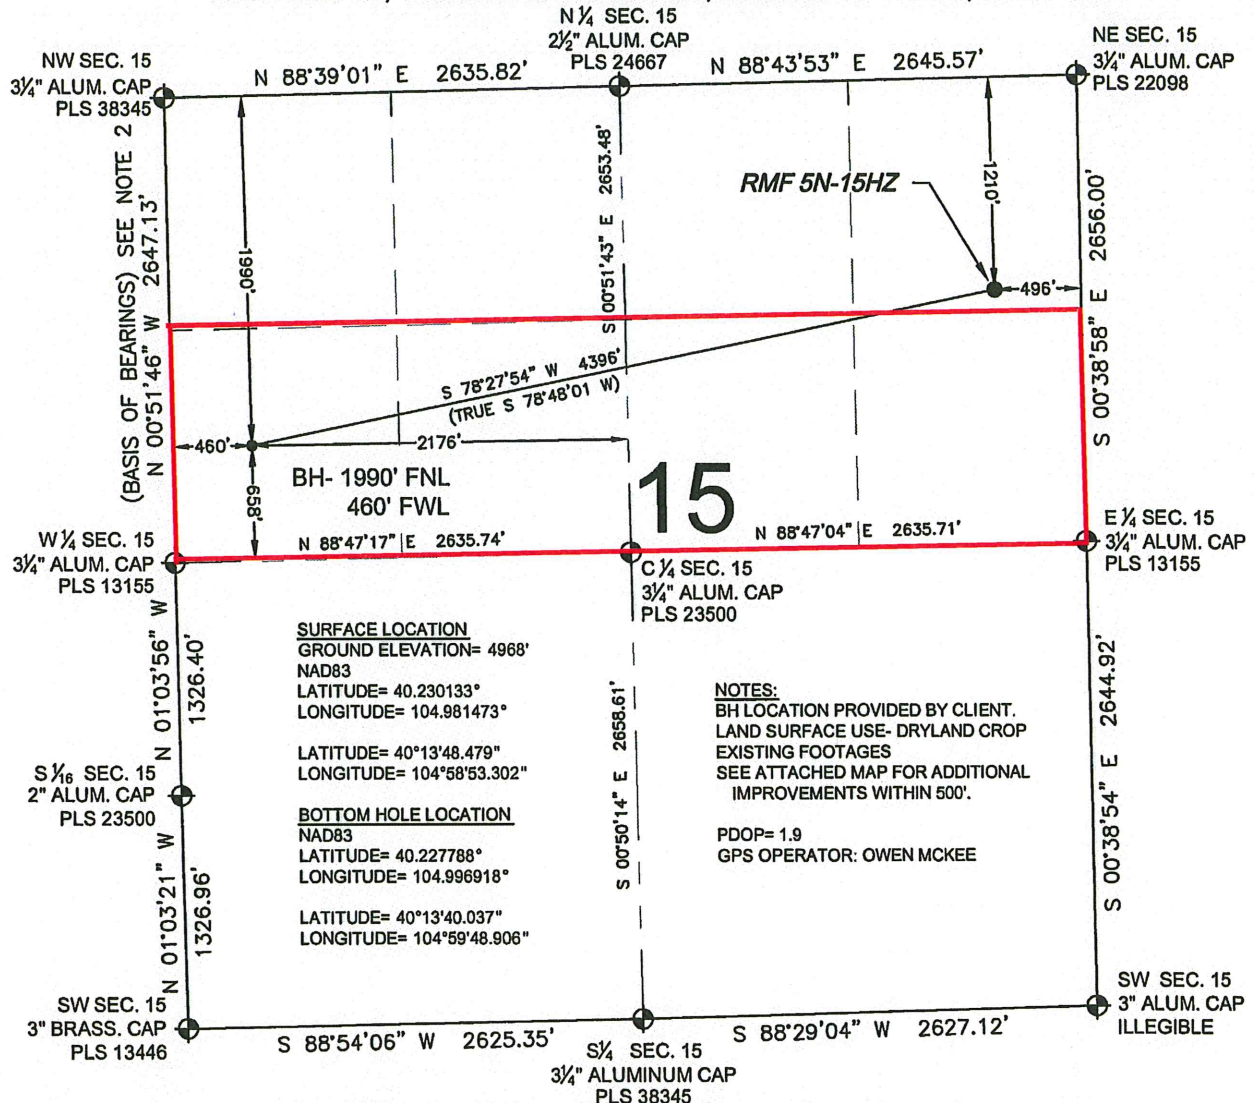 N 1/4 SEC. 15
2½" ALUM. CAP
PLS 24667
NW SEC. 15
3¼" ALUM. CAP
PLS 38345
N 88°39'01" E 2635.82'
N 88°43'53" E 2645.57'
NE SEC. 15
3¼" ALUM. CAP
PLS 22098
(BASIS OF BEARINGS) SEE NOTE 2
N 00°51'46" W 2647.13'
1990'
S 00°51'43" E 2653.48'
RMF 5N-15HZ
1210'
496'
S 00°38'58" E 2656.00'
S 78°27'54" W 4396'
(TRUE S 78°48'01 W)
460'
2176'
658'
BH- 1990' FNL
460' FWL
15
W ¼ SEC. 15
3¼" ALUM. CAP
PLS 13155
N 88°47'17" E 2635.74'
N 88°47'04" E 2635.71'
E ¼ SEC. 15
3¼" ALUM. CAP
PLS 13155
C ¼ SEC. 15
3¼" ALUM. CAP
PLS 23500
N 01°03'56" W
1326.40'
SURFACE LOCATION
GROUND ELEVATION= 4968'
NAD83
LATITUDE= 40.230133°
LONGITUDE= 104.981473°
LATITUDE= 40°13'48.479"
LONGITUDE= 104°58'53.302"
BOTTOM HOLE LOCATION
NAD83
LATITUDE= 40.227788°
LONGITUDE= 104.996918°
LATITUDE= 40°13'40.037"
LONGITUDE= 104°59'48.906"
S 00°50'14" E 2658.61'
NOTES:
BH LOCATION PROVIDED BY CLIENT.
LAND SURFACE USE- DRYLAND CROP
EXISTING FOOTAGES
SEE ATTACHED MAP FOR ADDITIONAL
IMPROVEMENTS WITHIN 500'.
PDOP= 1.9
GPS OPERATOR: OWEN MCKEE
S 00°38'54" E 2644.92'
S 1/16 SEC. 15
2" ALUM. CAP
PLS 23500
N 01°03'21" W
1326.96'
SW SEC. 15
3" BRASS. CAP
PLS 13446
S 88°54'06" W 2625.35'
S¼ SEC. 15
3¼" ALUMINUM CAP
PLS 38345
S 88°29'04" W 2627.12'
SW SEC. 15
3" ALUM. CAP
ILLEGIBLE